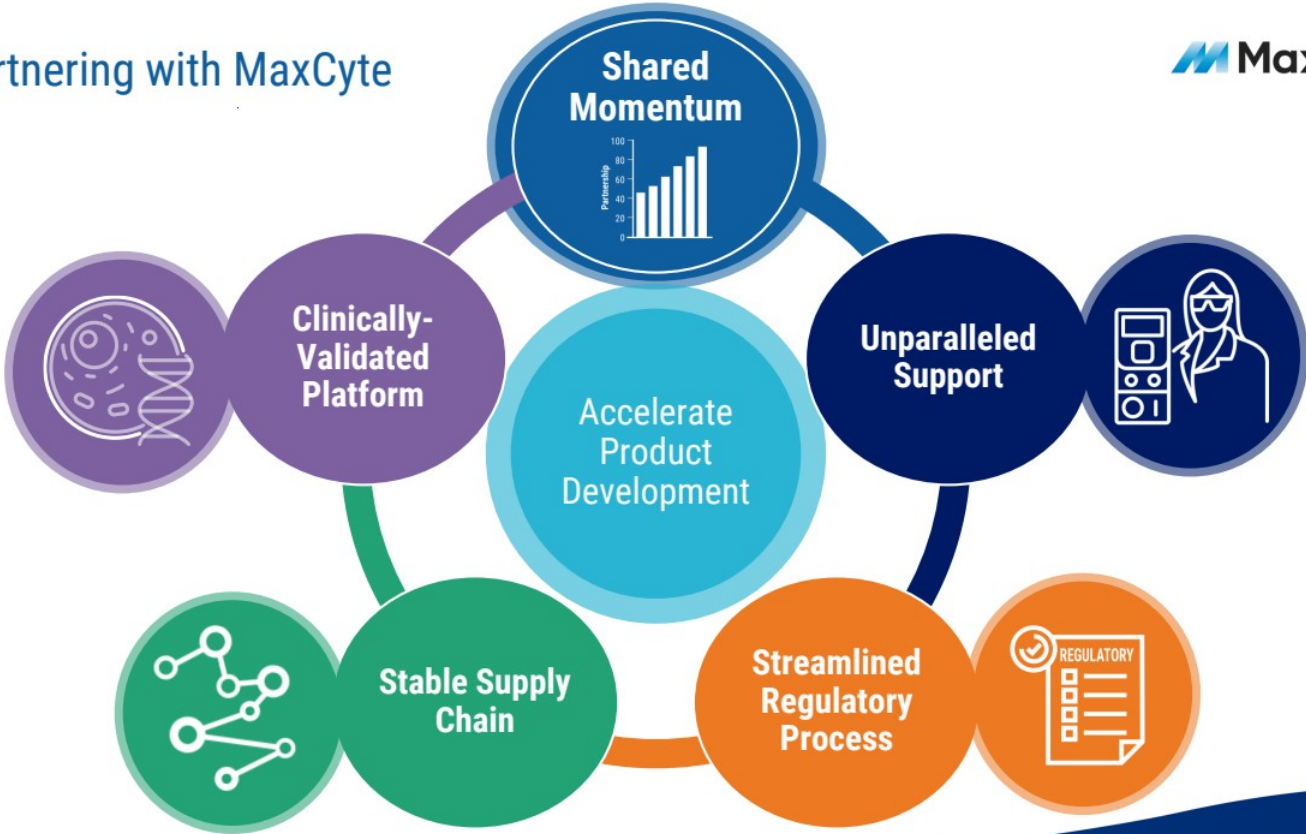 rtnering with MaxCyte
Max
Shared
Momentum
100
80
60
40
20
0
Partnership
Clinically-
Validated
Platform
Unparalleled
Support
Accelerate
Product
Development
Stable Supply
Chain
Streamlined
Regulatory
Process
REGULATORY